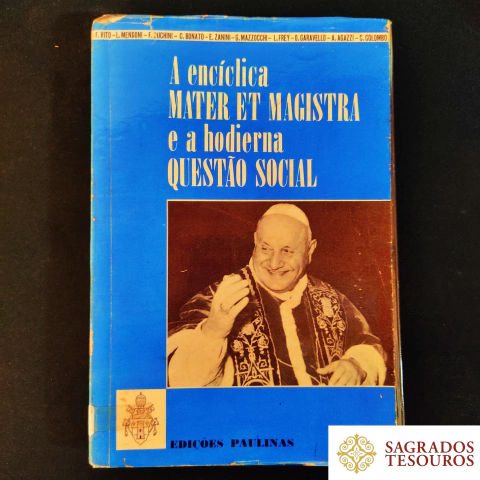 F. VITO - L. MENGONI - F. DUCHINI - C. BONATO - E. ZANINI - G. MAZZOCCHI - L. FREY - O. GARAVELLO - A. AGAZZI - C. COLOMBO
A encíclica
MATER ET MAGISTRA
e a hodierna
QUESTÃO SOCIAL
EDIÇÕES PAULINAS
SAGRADOS
TESOUROS